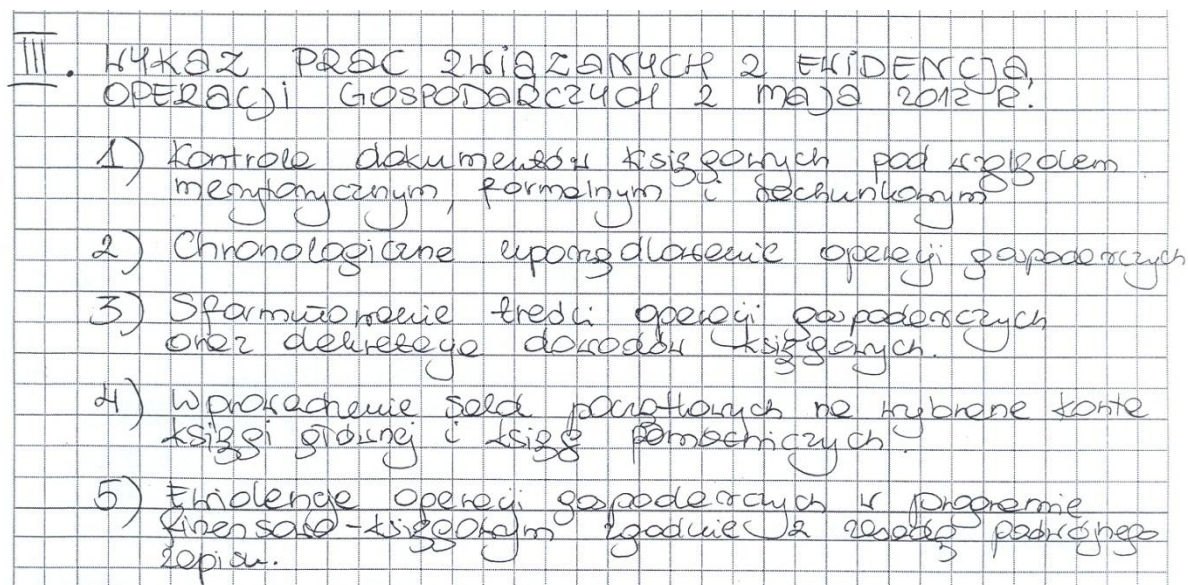 III. WYKAZ PRAC ZWIĄZANYCH Z EWIDENCJĄ
OPERACJI GOSPODARCZYCH Z MAJA 2012 R.
1) Kontrola dokumentów księgowych pod względem
merytorycznym, formalnym i rachunkowym
2) Chronologiczne uporządkowanie operacji gospodarczych
3) Sformułowanie treści operacji gospodarczych
oraz dekretacja dowodów księgowych.
4) Wprowadzenie sald początkowych na wybrane konta
księgi głównej i ksiąg pomocniczych.
5) Ewidencja operacji gospodarczych w programie
finansowo-księgowym zgodnie z zasadą podwójnego
zapisu.